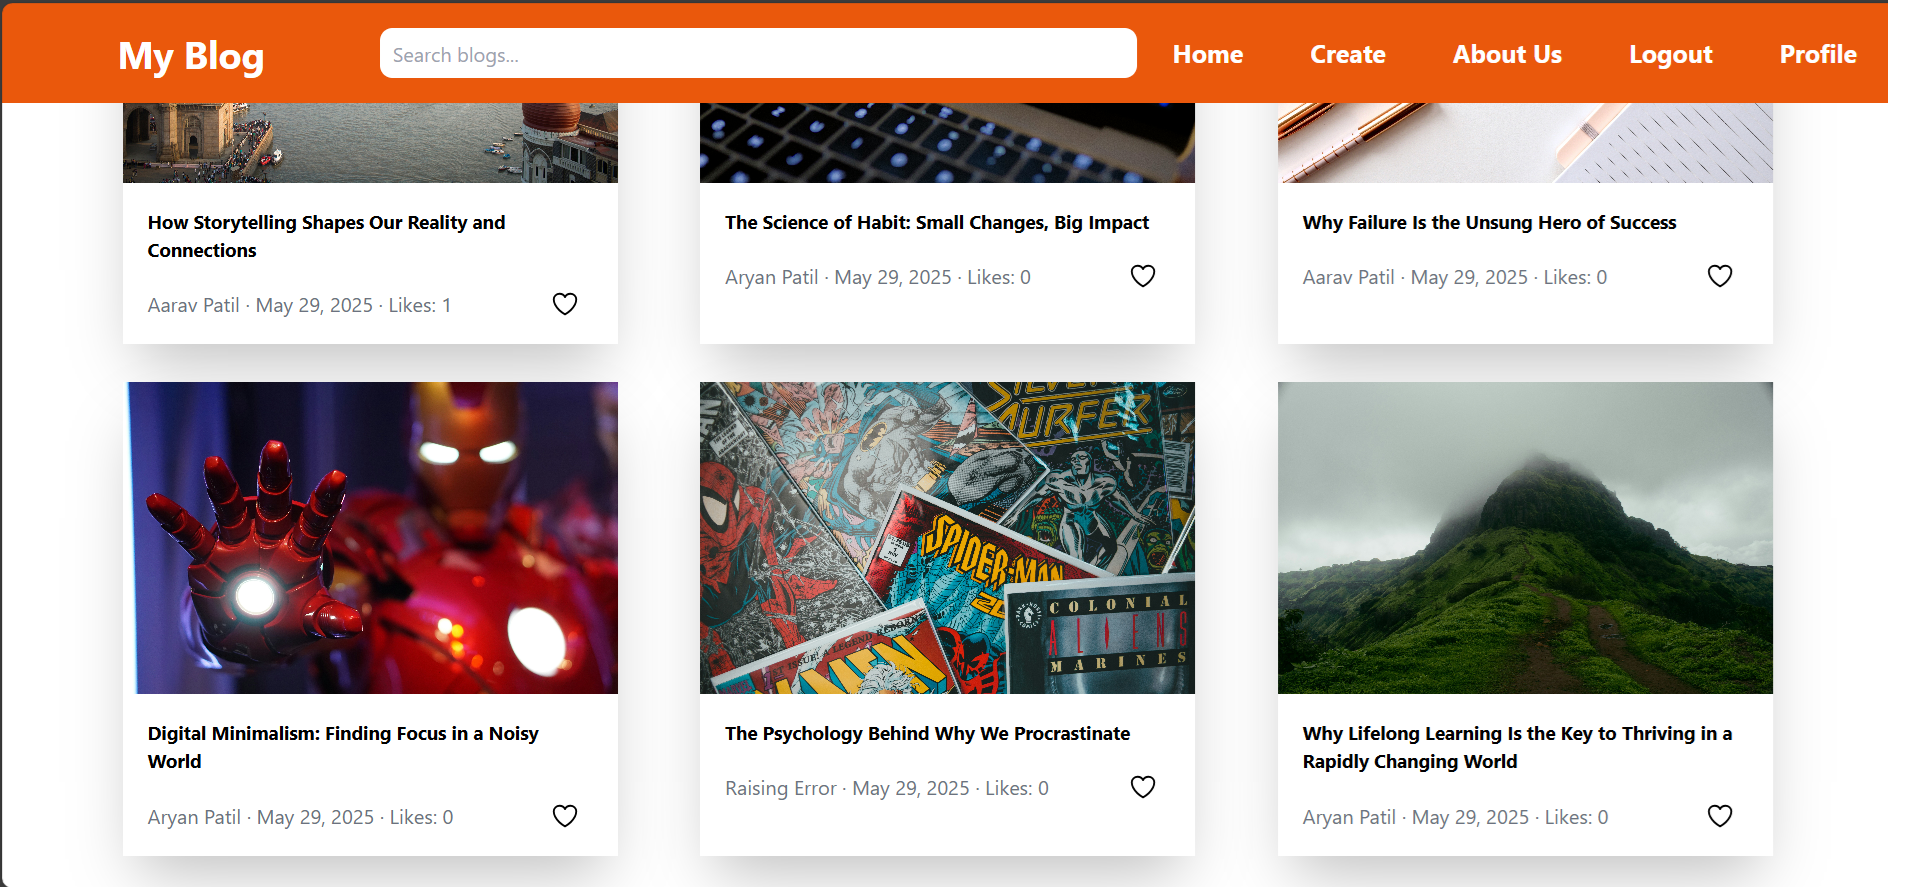 My Blog
Search blogs...
Home
Create
About Us
Logout
Profile
How Storytelling Shapes Our Reality and
Connections
Aarav Patil · May 29, 2025 · Likes: 1
The Science of Habit: Small Changes, Big Impact
Aryan Patil · May 29, 2025 · Likes: 0
Why Failure Is the Unsung Hero of Success
Aarav Patil · May 29, 2025 · Likes: 0
SILVER
SURFER
SPIDER-MAN
COLONIAL
ALIENS
MARINES
ISSUE! A LEGEND REBORN
X-MEN
Digital Minimalism: Finding Focus in a Noisy
World
Aryan Patil · May 29, 2025 · Likes: 0
The Psychology Behind Why We Procrastinate
Raising Error · May 29, 2025 · Likes: 0
Why Lifelong Learning Is the Key to Thriving in a
Rapidly Changing World
Aryan Patil · May 29, 2025 · Likes: 0